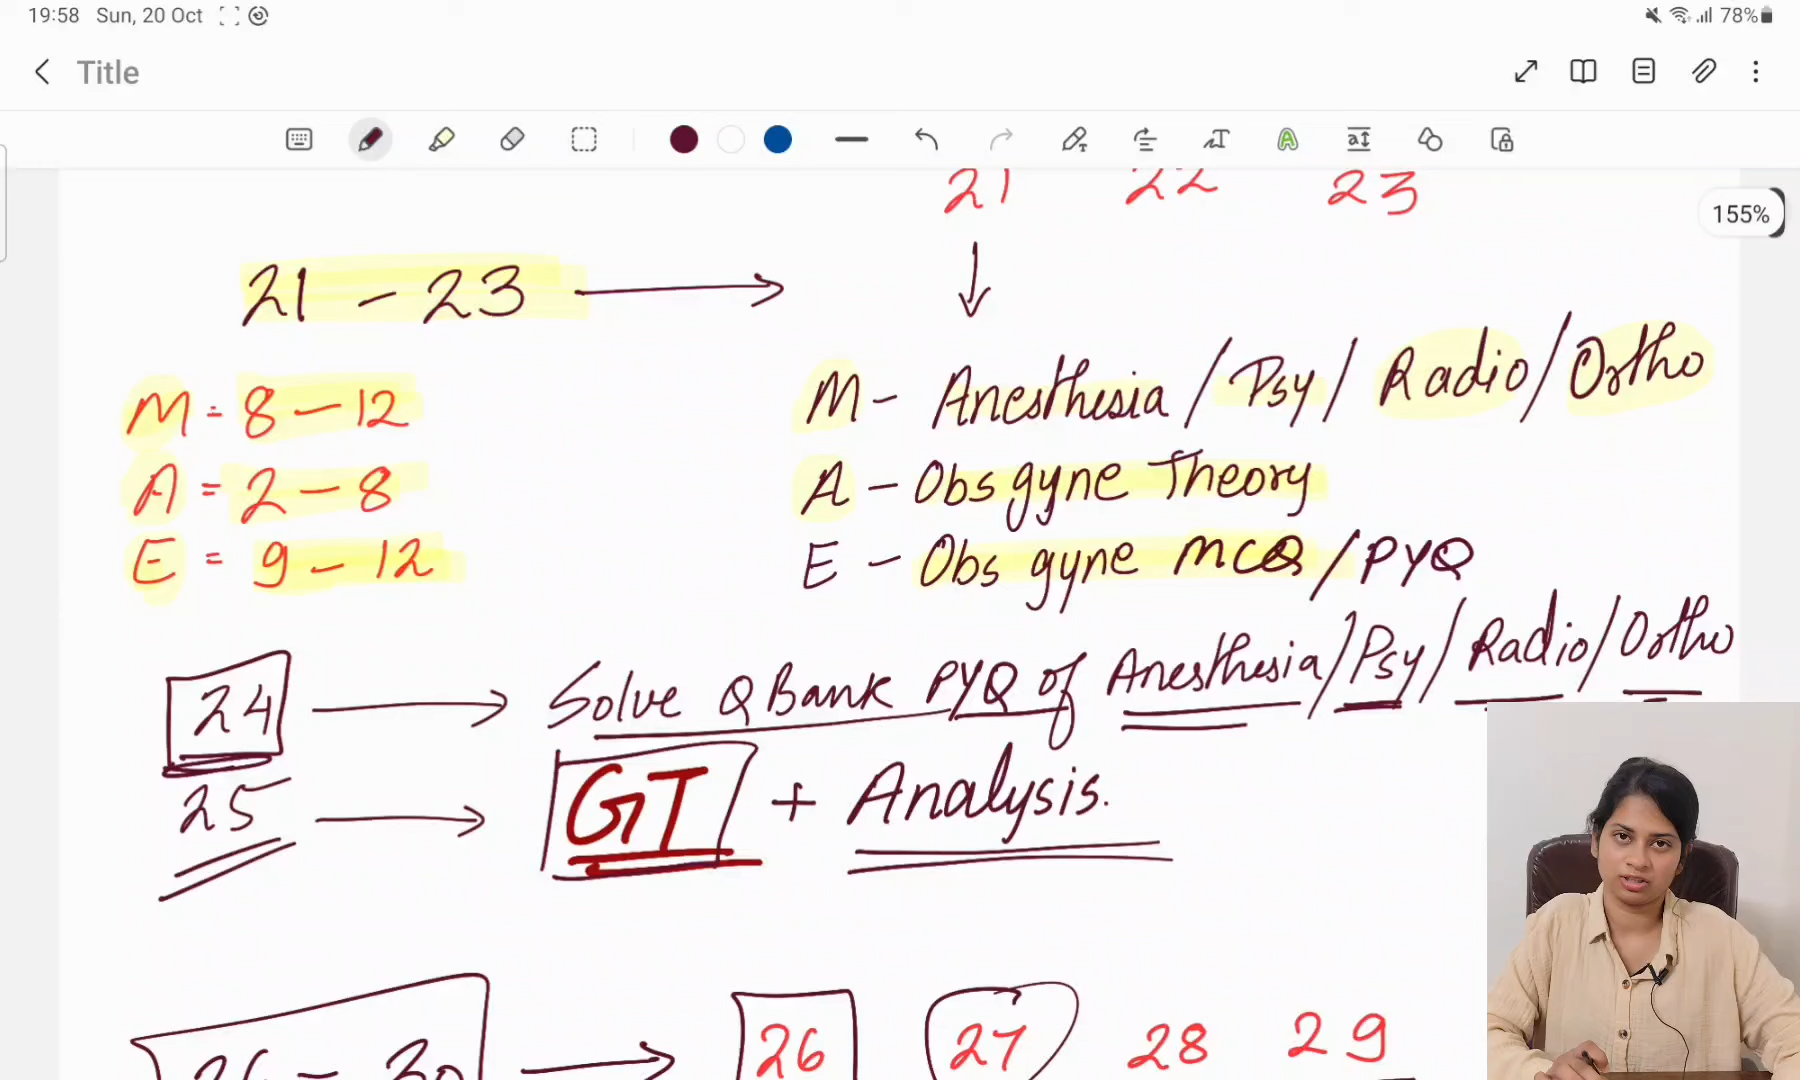 19:58 Sun, 20 Oct 78%
Title
155%
21 22 23
21 - 23
M = 8 - 12
A = 2 - 8
E = 9 - 12
M - Anesthesia / Psy / Radio / Ortho
A - Obs gyne Theory
E - Obs gyne MCQ / PYQ
24 → Solve Q Bank PYQ of Anesthesia / Psy / Radio / Ortho
25 → GT + Analysis.
26 - 30 → 26 27 28 29